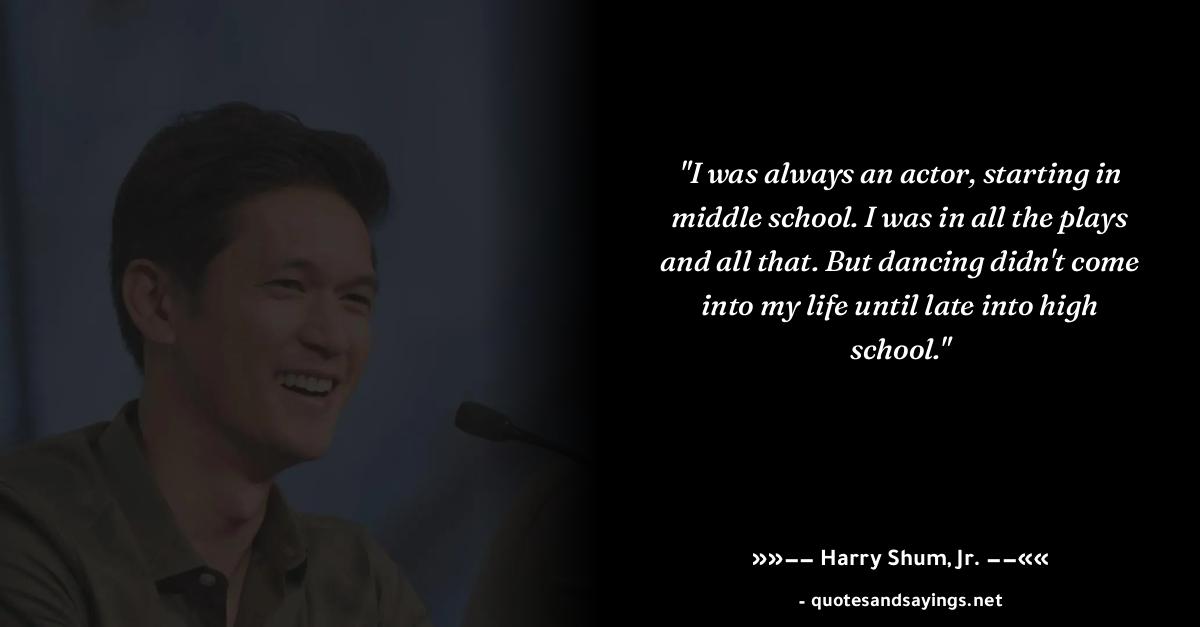 "I was always an actor, starting in
middle school. I was in all the plays
and all that. But dancing didn't come
into my life until late into high
school."
»»−− Harry Shum, Jr. −−««
- quotesandsayings.net